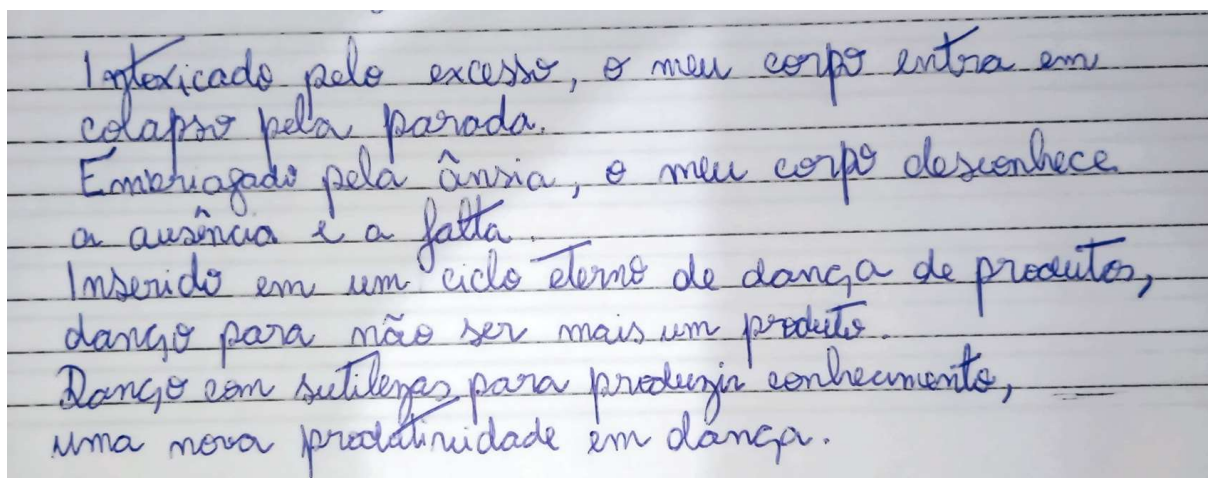 Intoxicado pelo excesso, o meu corpo entra em
colapso pela parada.
Embriagado pela ânsia, o meu corpo desconhece
a ausência e a falta.
Inserido em um ciclo eterno de dança de produtos,
danço para não ser mais um produto.
Danço com sutilezas para produzir conhecimento,
uma nova produtividade em dança.